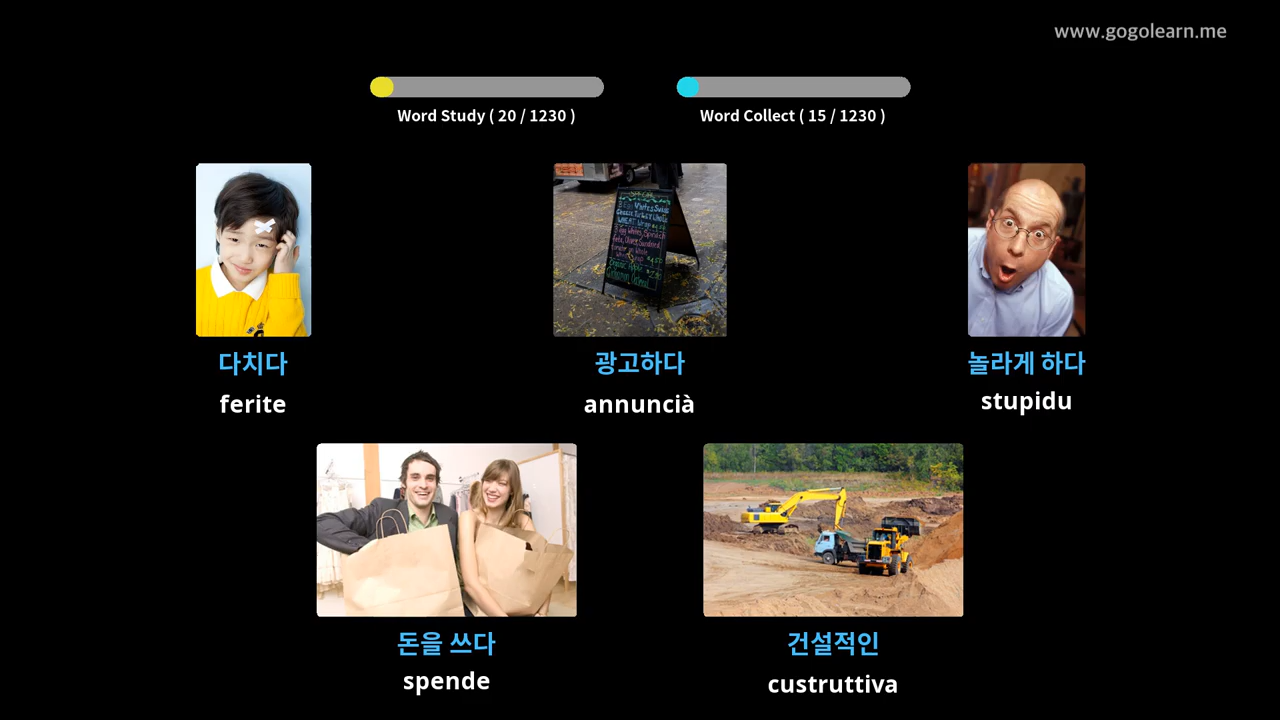 www.gogolearn.me
Word Study ( 20 / 1230 )
Word Collect ( 15 / 1230 )
다치다
광고하다
놀라게 하다
ferite
annuncià
stupidu
돈을 쓰다
건설적인
spende
custruttiva